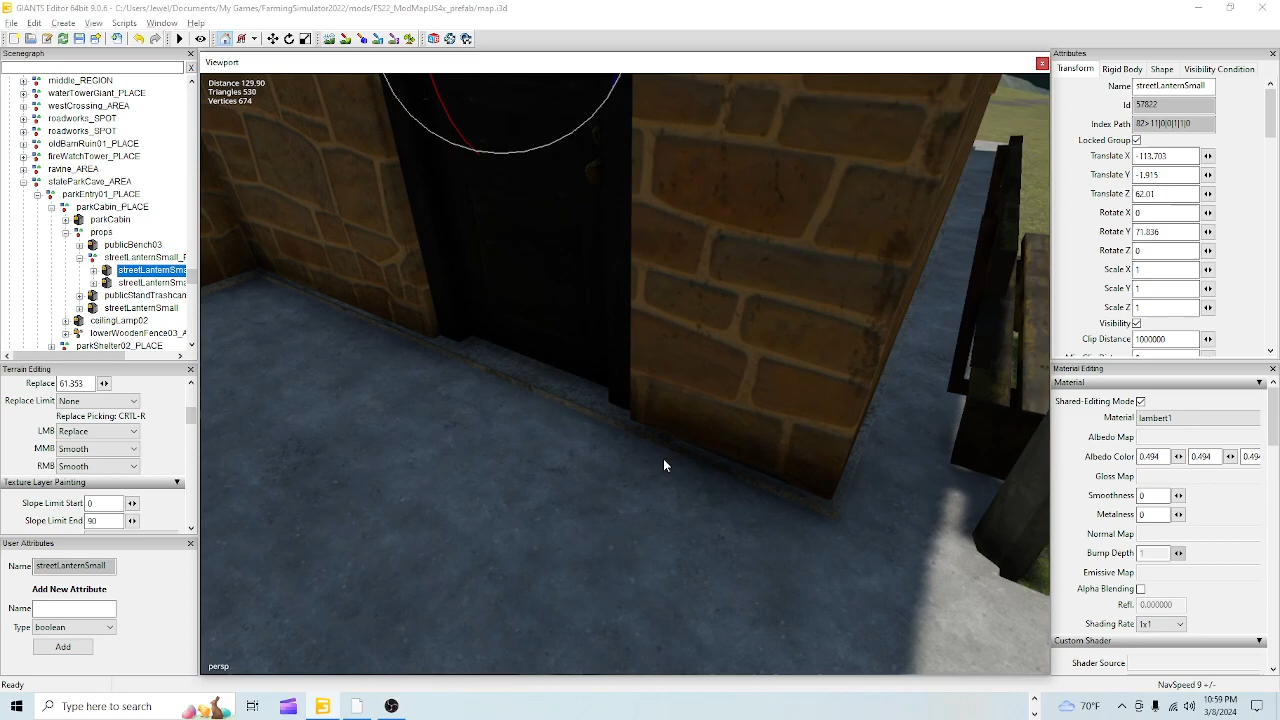 GIANTS Editor 64bit v9.0.6 - C:/Users/Jewel/Documents/My Games/FarmingSimulator2022/mods/FS22_ModMapUS4x_prefab/map.i3d
File Edit Create View Scripts Window Help
Scenegraph
X
middle_REGION
waterTowerGiant_PLACE
westCrossing_AREA
roadworks_SPOT
roadworks_SPOT
oldBarnRuin01_PLACE
fireWatchTower_PLACE
ravine_AREA
stateParkCave_AREA
parkEntry01_PLACE
parkCabin_PLACE
parkCabin
props
publicBench03
streetLanternSmall_F
streetLanternSma
streetLanternSma
publicStandTrashcan
streetLanternSmall
ceilingLamp02
lowerWoodenFence03_A
parkShelter02_PLACE
Terrain Editing
Replace 61.353
Replace Limit None
Replace Picking: CRTL-R
LMB Replace
MMB Smooth
RMB Smooth
Texture Layer Painting
Slope Limit Start 0
Slope Limit End 90
User Attributes
Name streetLanternSmall
Add New Attribute
Name
Type boolean
Add
Viewport
Distance 129.90
Triangles 530
Vertices 674
persp
Attributes
Transform Rigid Body Shape Visibility Condition
Name streetLanternSmall
Id 57822
Index Path 82>11|0|0|1|1|0
Locked Group
Translate X -113.703
Translate Y -1.915
Translate Z 62.01
Rotate X 0
Rotate Y 71.836
Rotate Z 0
Scale X 1
Scale Y 1
Scale Z 1
Visibility
Clip Distance 1000000
Material Editing
Material
Shared-Editing Mode
Material lambert1
Albedo Map
Albedo Color 0.494 0.494 0.494
Gloss Map
Smoothness 0
Metalness 0
Normal Map
Bump Depth 1
Emissive Map
Alpha Blending
Refl. 0.000000
Shading Rate 1x1
Custom Shader
Shader Source
Ready
NavSpeed 9 +/-
Type here to search
70°F
10:59 PM
3/8/2024